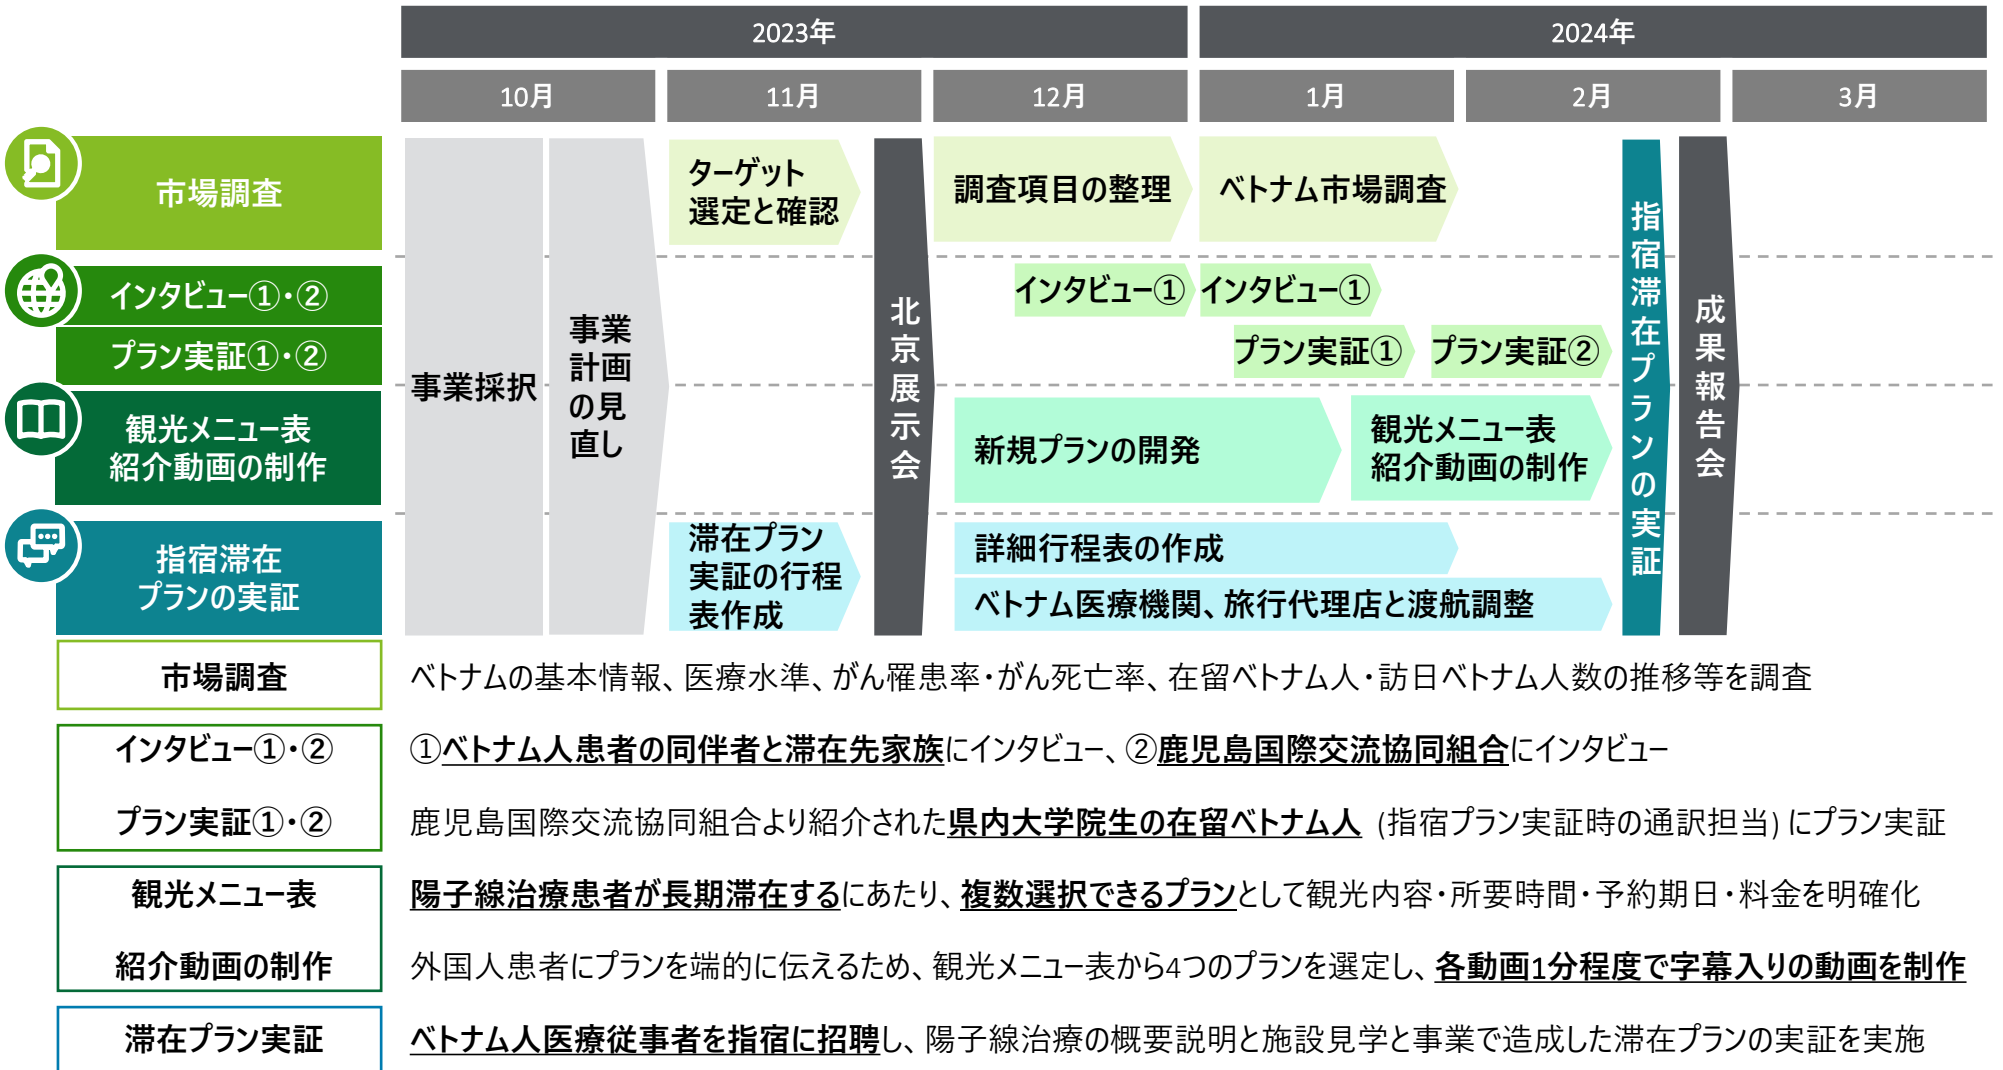 2023年
2024年
10月
11月
12月
1月
2月
3月
市場調査
インタビュー①・②
プラン実証①・②
観光メニュー表
紹介動画の制作
指宿滞在
プランの実証
事業採択
事業
計画
の見
直し
ターゲット
選定と確認
北京展示会
調査項目の整理
ベトナム市場調査
インタビュー①
インタビュー①
プラン実証①
プラン実証②
新規プランの開発
観光メニュー表
紹介動画の制作
滞在プラン
実証の行程
表作成
詳細行程表の作成
ベトナム医療機関、旅行代理店と渡航調整
指宿滞在プランの実証
成果報告会
市場調査
ベトナムの基本情報、医療水準、がん罹患率・がん死亡率、在留ベトナム人・訪日ベトナム人数の推移等を調査
インタビュー①・②
①ベトナム人患者の同伴者と滞在先家族にインタビュー、②鹿児島国際交流協同組合にインタビュー
プラン実証①・②
鹿児島国際交流協同組合より紹介された県内大学院生の在留ベトナム人 (指宿プラン実証時の通訳担当) にプラン実証
観光メニュー表
陽子線治療患者が長期滞在するにあたり、複数選択できるプランとして観光内容・所要時間・予約期日・料金を明確化
紹介動画の制作
外国人患者にプランを端的に伝えるため、観光メニュー表から4つのプランを選定し、各動画1分程度で字幕入りの動画を制作
滞在プラン実証
ベトナム人医療従事者を指宿に招聘し、陽子線治療の概要説明と施設見学と事業で造成した滞在プランの実証を実施